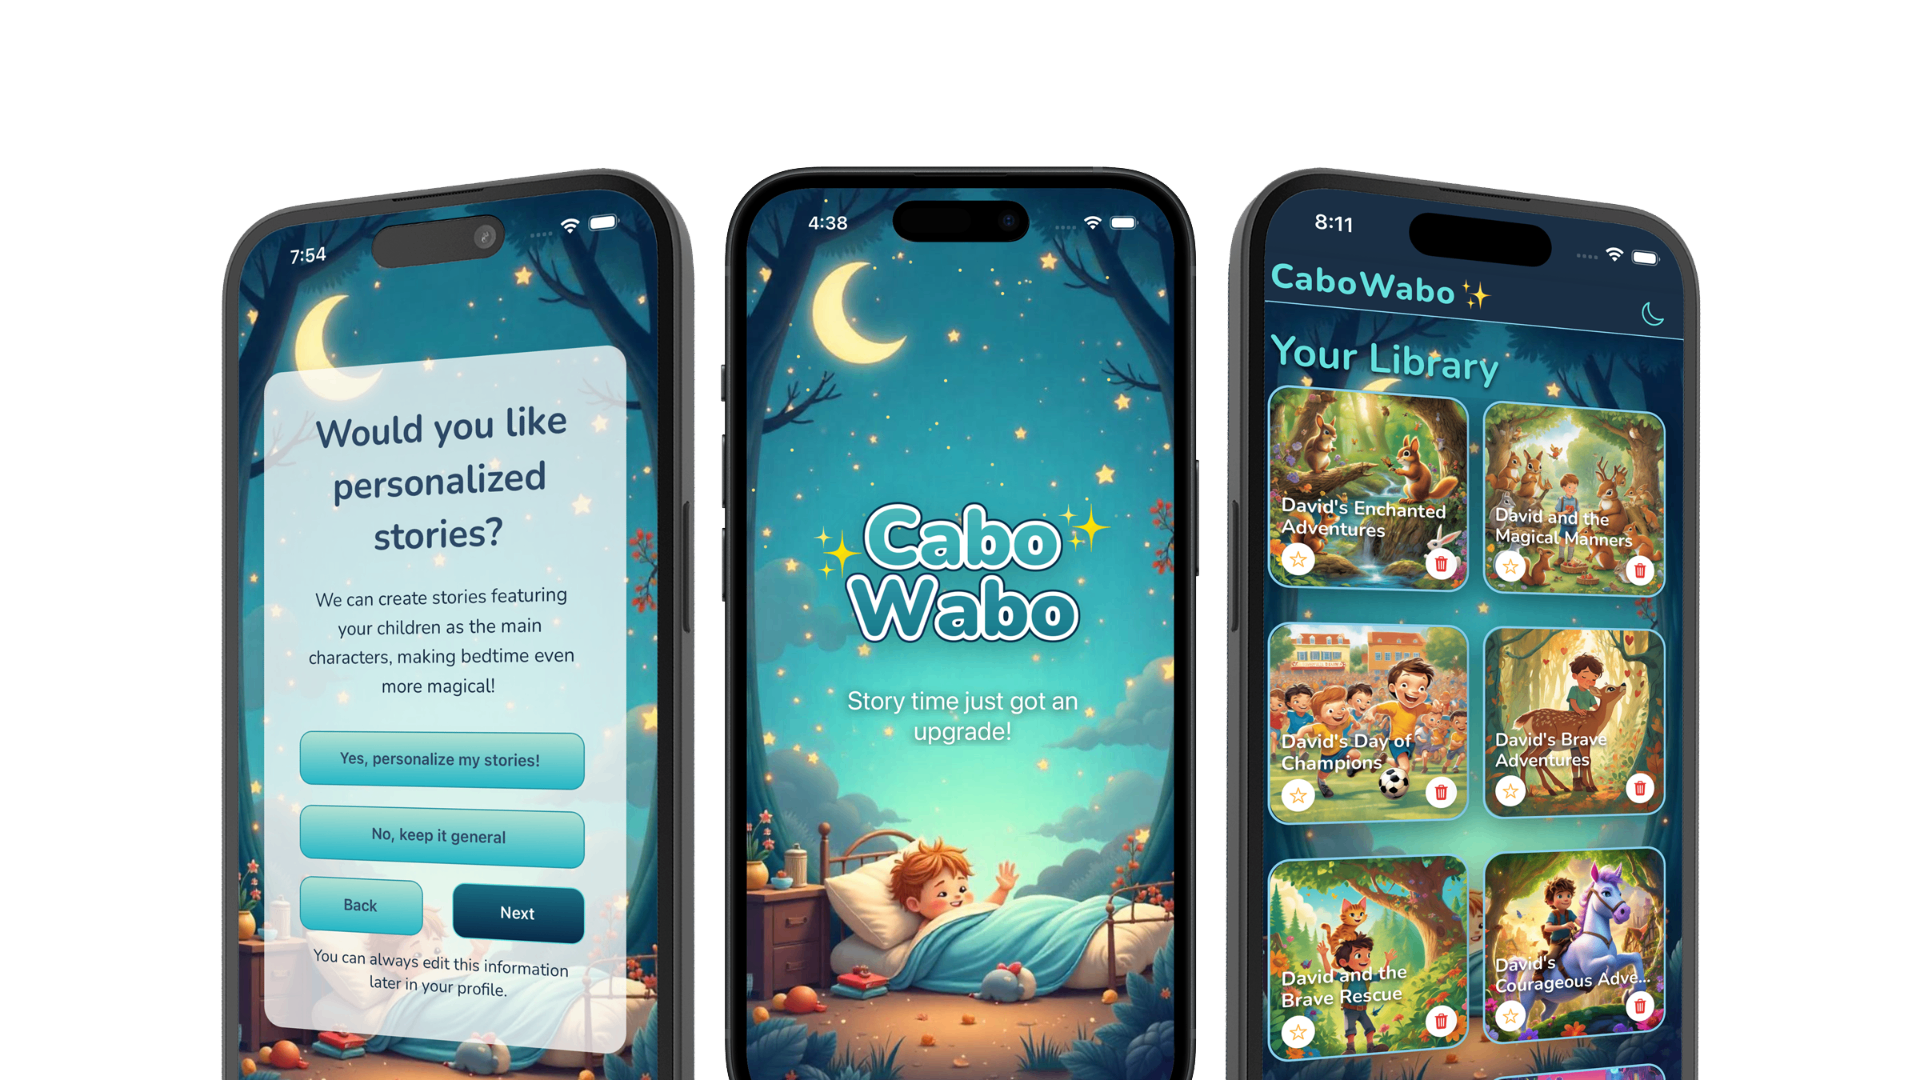 7:54
Would you like
personalized
stories?
We can create stories featuring
your children as the main
characters, making bedtime even
more magical!
Yes, personalize my stories!
No, keep it general
Back
Next
You can always edit this information
later in your profile.
4:38
Cabo
Wabo
Story time just got an
upgrade!
8:11
CaboWabo
Your Library
David's Enchanted
Adventures
David and the
Magical Manners
David's Day of
Champions
David's Brave
Adventures
David and the
Brave Rescue
David's
Courageous Adve...